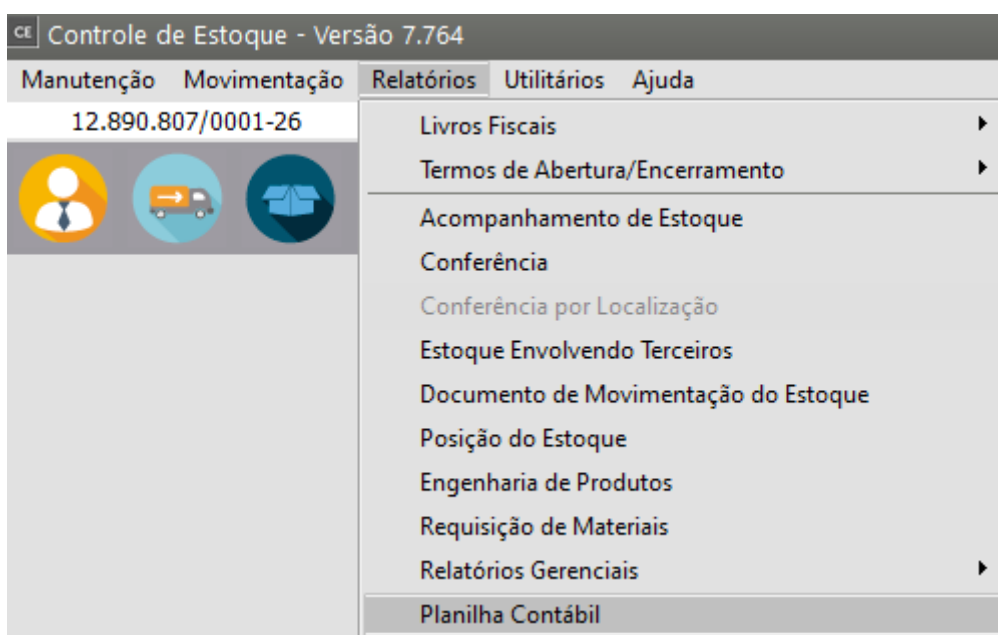 CE Controle de Estoque - Versão 7.764
Manutenção Movimentação Relatórios Utilitários Ajuda
12.890.807/0001-26
Livros Fiscais
Termos de Abertura/Encerramento
Acompanhamento de Estoque
Conferência
Conferência por Localização
Estoque Envolvendo Terceiros
Documento de Movimentação do Estoque
Posição do Estoque
Engenharia de Produtos
Requisição de Materiais
Relatórios Gerenciais
Planilha Contábil